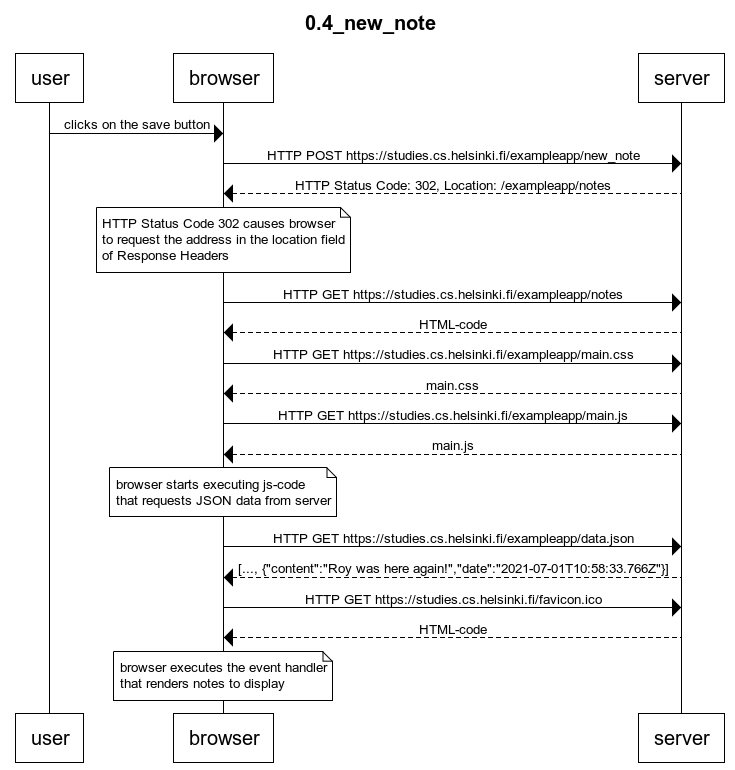 0.4_new_note
user
browser
server
clicks on the save button
HTTP POST https://studies.cs.helsinki.fi/exampleapp/new_note
HTTP Status Code: 302, Location: /exampleapp/notes
HTTP Status Code 302 causes browser
to request the address in the location field
of Response Headers
HTTP GET https://studies.cs.helsinki.fi/exampleapp/notes
HTML-code
HTTP GET https://studies.cs.helsinki.fi/exampleapp/main.css
main.css
HTTP GET https://studies.cs.helsinki.fi/exampleapp/main.js
main.js
browser starts executing js-code
that requests JSON data from server
HTTP GET https://studies.cs.helsinki.fi/exampleapp/data.json
[..., {"content":"Roy was here again!","date":"2021-07-01T10:58:33.766Z"}]
HTTP GET https://studies.cs.helsinki.fi/favicon.ico
HTML-code
browser executes the event handler
that renders notes to display
user
browser
server